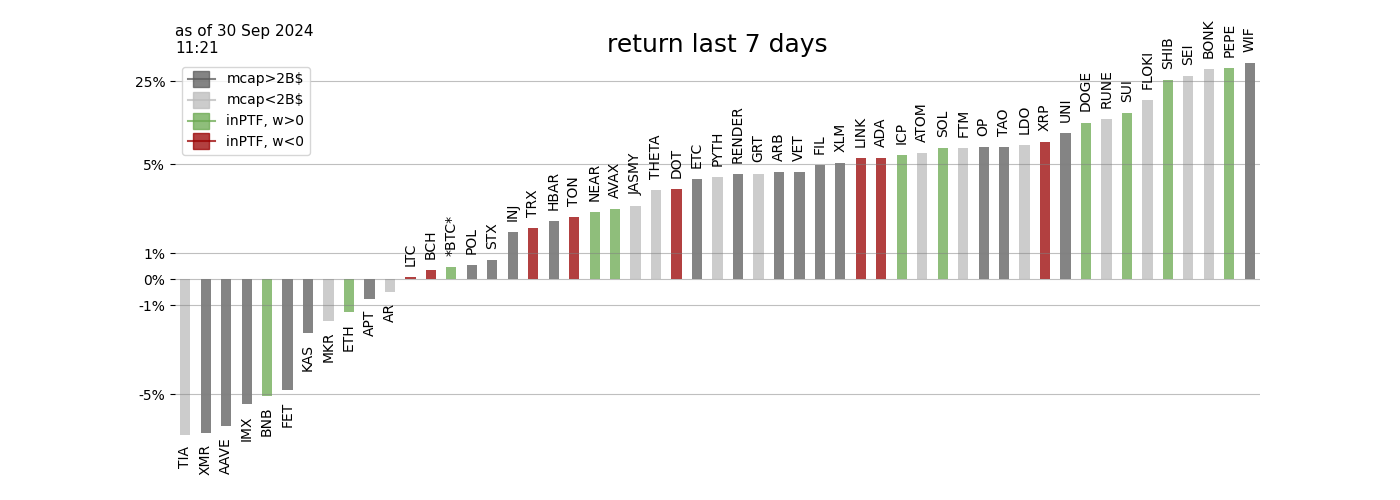 as of 30 Sep 2024
11:21
return last 7 days
mcap>2B$
mcap<2B$
inPTF, w>0
inPTF, w<0
25%
5%
1%
0%
-1%
-5%
TIA
XMR
AAVE
IMX
BNB
FET
KAS
MKR
ETH
APT
AR
LTC
BCH
*BTC*
POL
STX
INJ
TRX
HBAR
TON
NEAR
AVAX
JASMY
THETA
DOT
ETC
PYTH
RENDER
GRT
ARB
VET
FIL
XLM
LINK
ADA
ICP
ATOM
SOL
FTM
OP
TAO
LDO
XRP
UNI
DOGE
RUNE
SUI
FLOKI
SHIB
SEI
BONK
PEPE
WIF